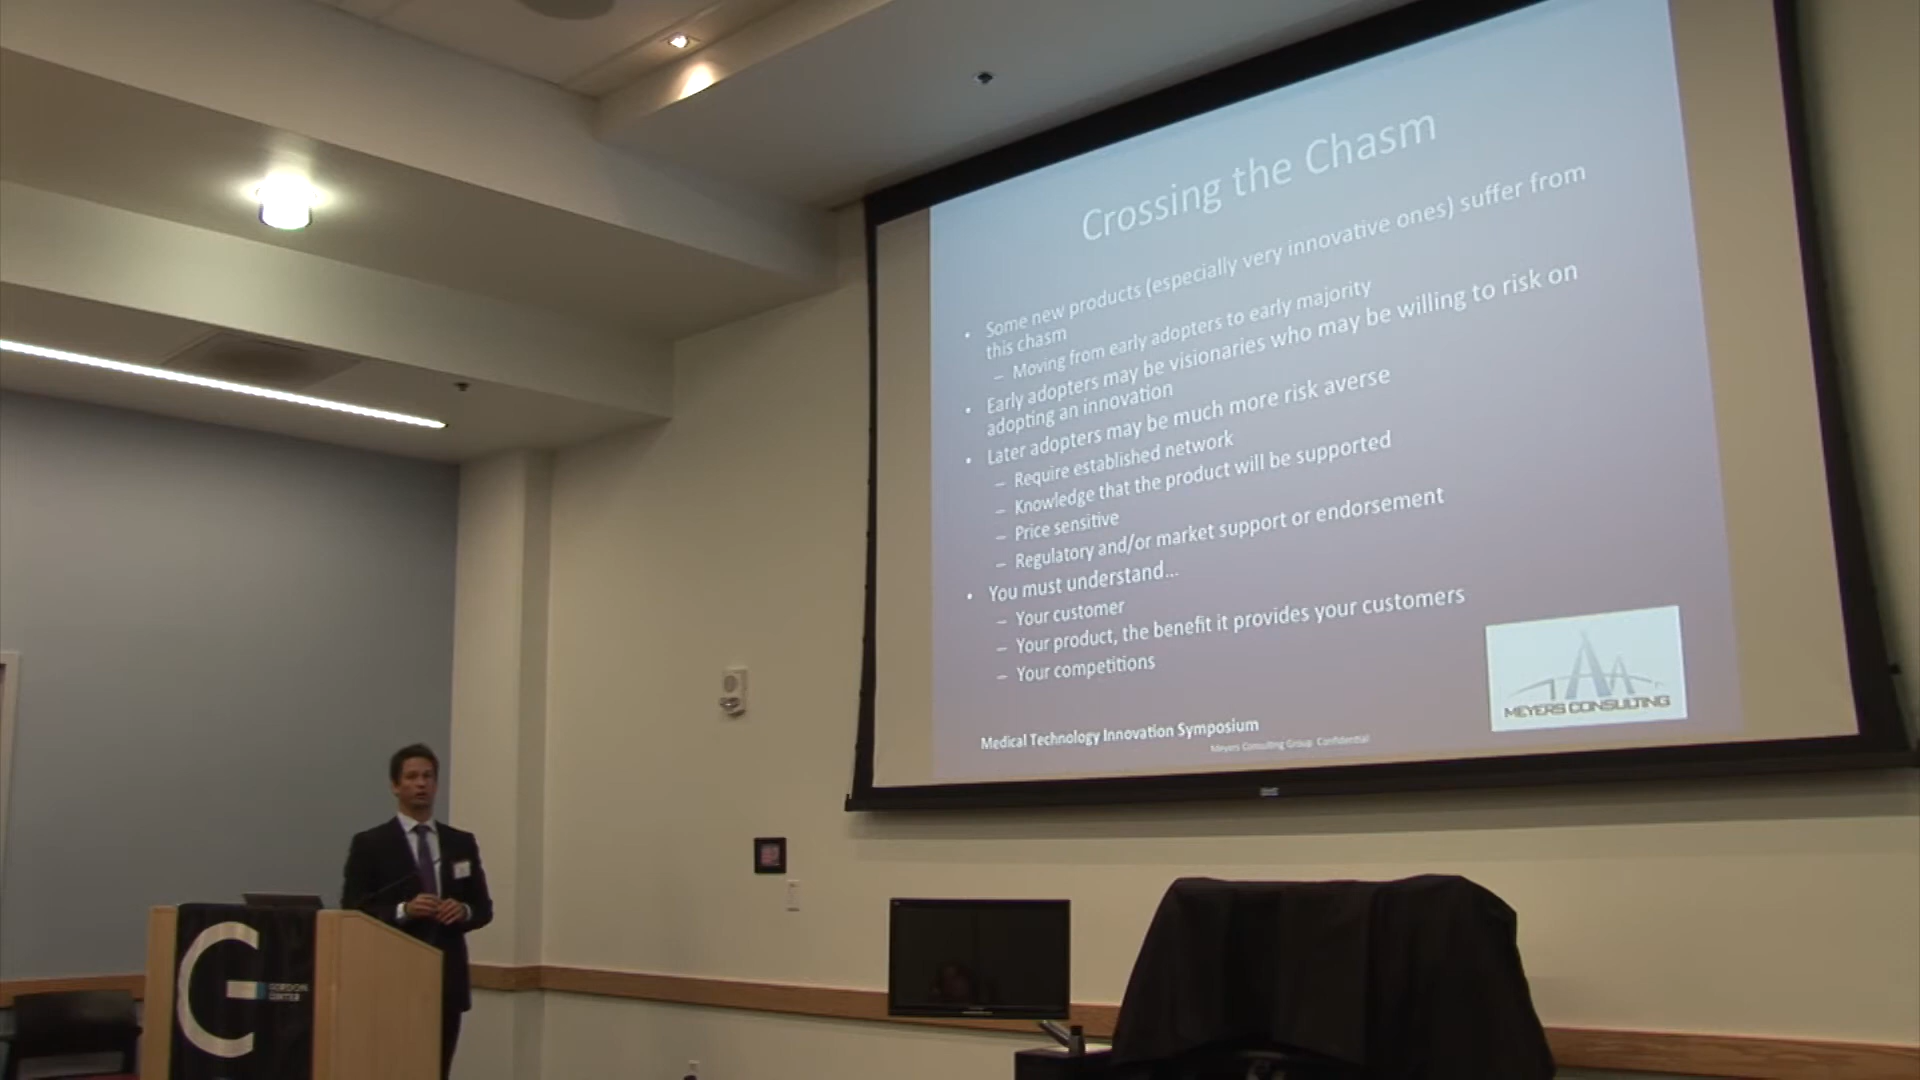 Crossing the Chasm
• Some new products (especially very innovative ones) suffer from
this chasm
– Moving from early adopters to early majority
• Early adopters may be visionaries who may be willing to risk on
adopting an innovation
• Later adopters may be much more risk averse
– Require established network
– Knowledge that the product will be supported
– Price sensitive
– Regulatory and/or market support or endorsement
• You must understand...
– Your customer
– Your product, the benefit it provides your customers
– Your competitions
MEYERS CONSULTING
Medical Technology Innovation Symposium
Meyers Consulting Group Confidential
G
GORDON
CENTER